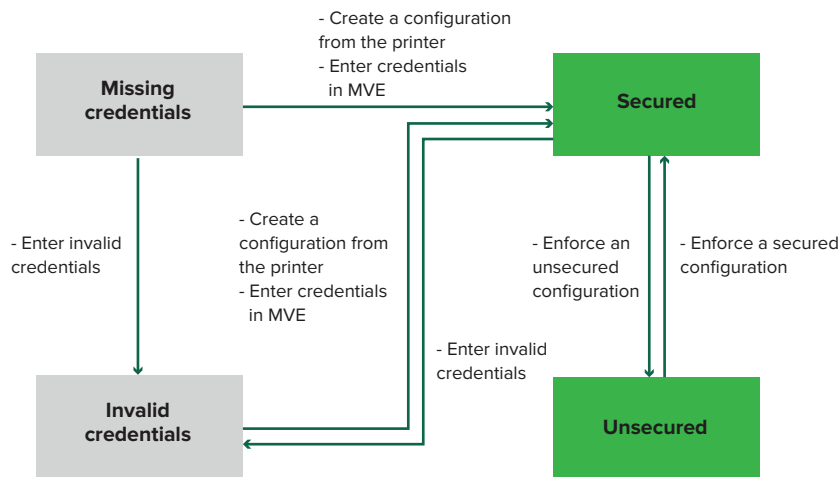 - Create a configuration
from the printer
- Enter credentials
in MVE
Missing
credentials
Secured
- Enter invalid
credentials
- Create a
configuration from
the printer
- Enter credentials
in MVE
- Enforce an
unsecured
configuration
- Enforce a secured
configuration
- Enter invalid
credentials
Invalid
credentials
Unsecured